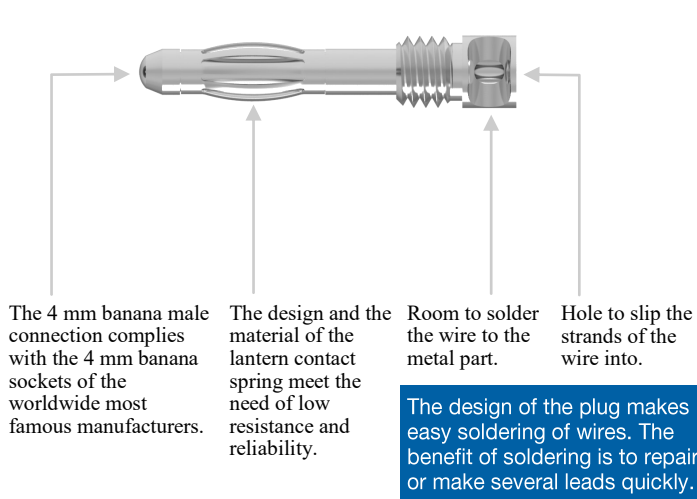 The 4 mm banana male
connection complies
with the 4 mm banana
sockets of the
worldwide most
famous manufacturers.
The design and the
material of the
lantern contact
spring meet the
need of low
resistance and
reliability.
Room to solder
the wire to the
metal part.
Hole to slip the
strands of the
wire into.
The design of the plug makes
easy soldering of wires. The
benefit of soldering is to repair
or make several leads quickly.